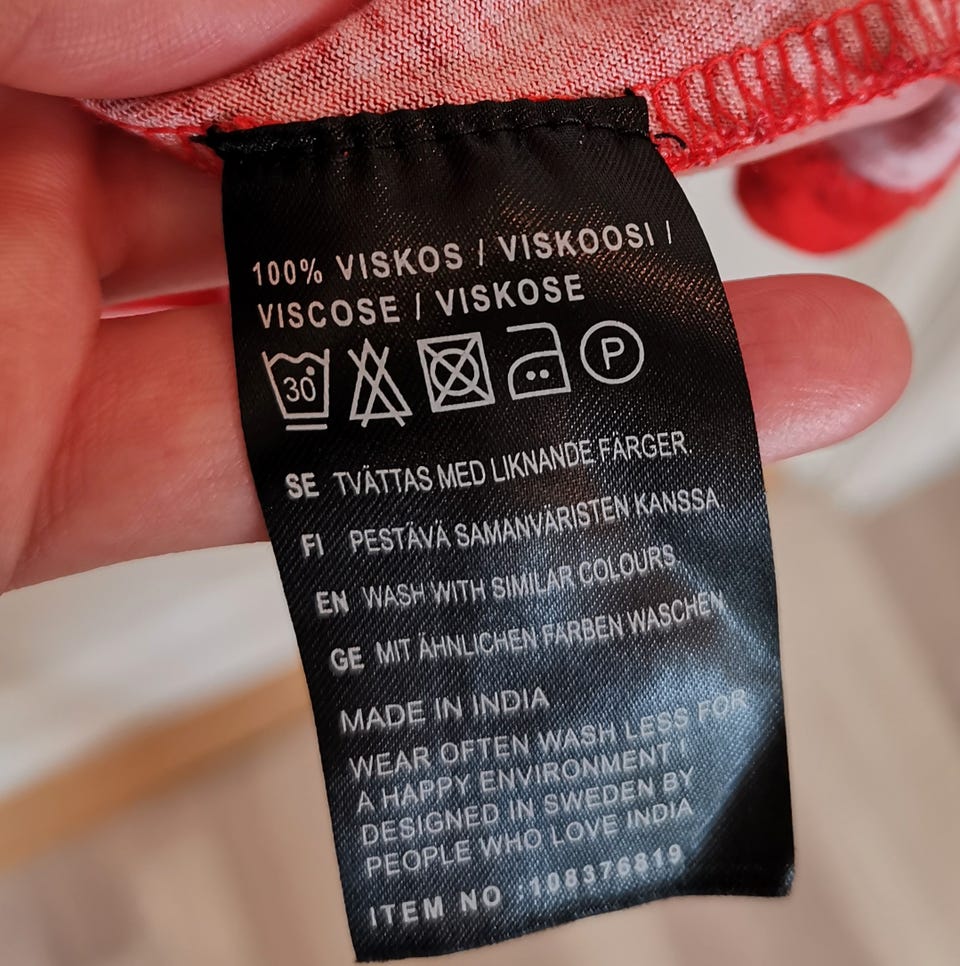 100% VISKOS / VISKOOSI /
VISCOSE / VISKOSE
30°
P
SE TVÄTTAS MED LIKNANDE FÄRGER.
FI PESTÄVÄ SAMANVÄRISTEN KANSSA.
EN WASH WITH SIMILAR COLOURS.
GE MIT ÄHNLICHEN FARBEN WASCHEN
MADE IN INDIA
WEAR OFTEN WASH LESS FOR
A HAPPY ENVIRONMENT !
DESIGNED IN SWEDEN BY
PEOPLE WHO LOVE INDIA
ITEM NO :108376819